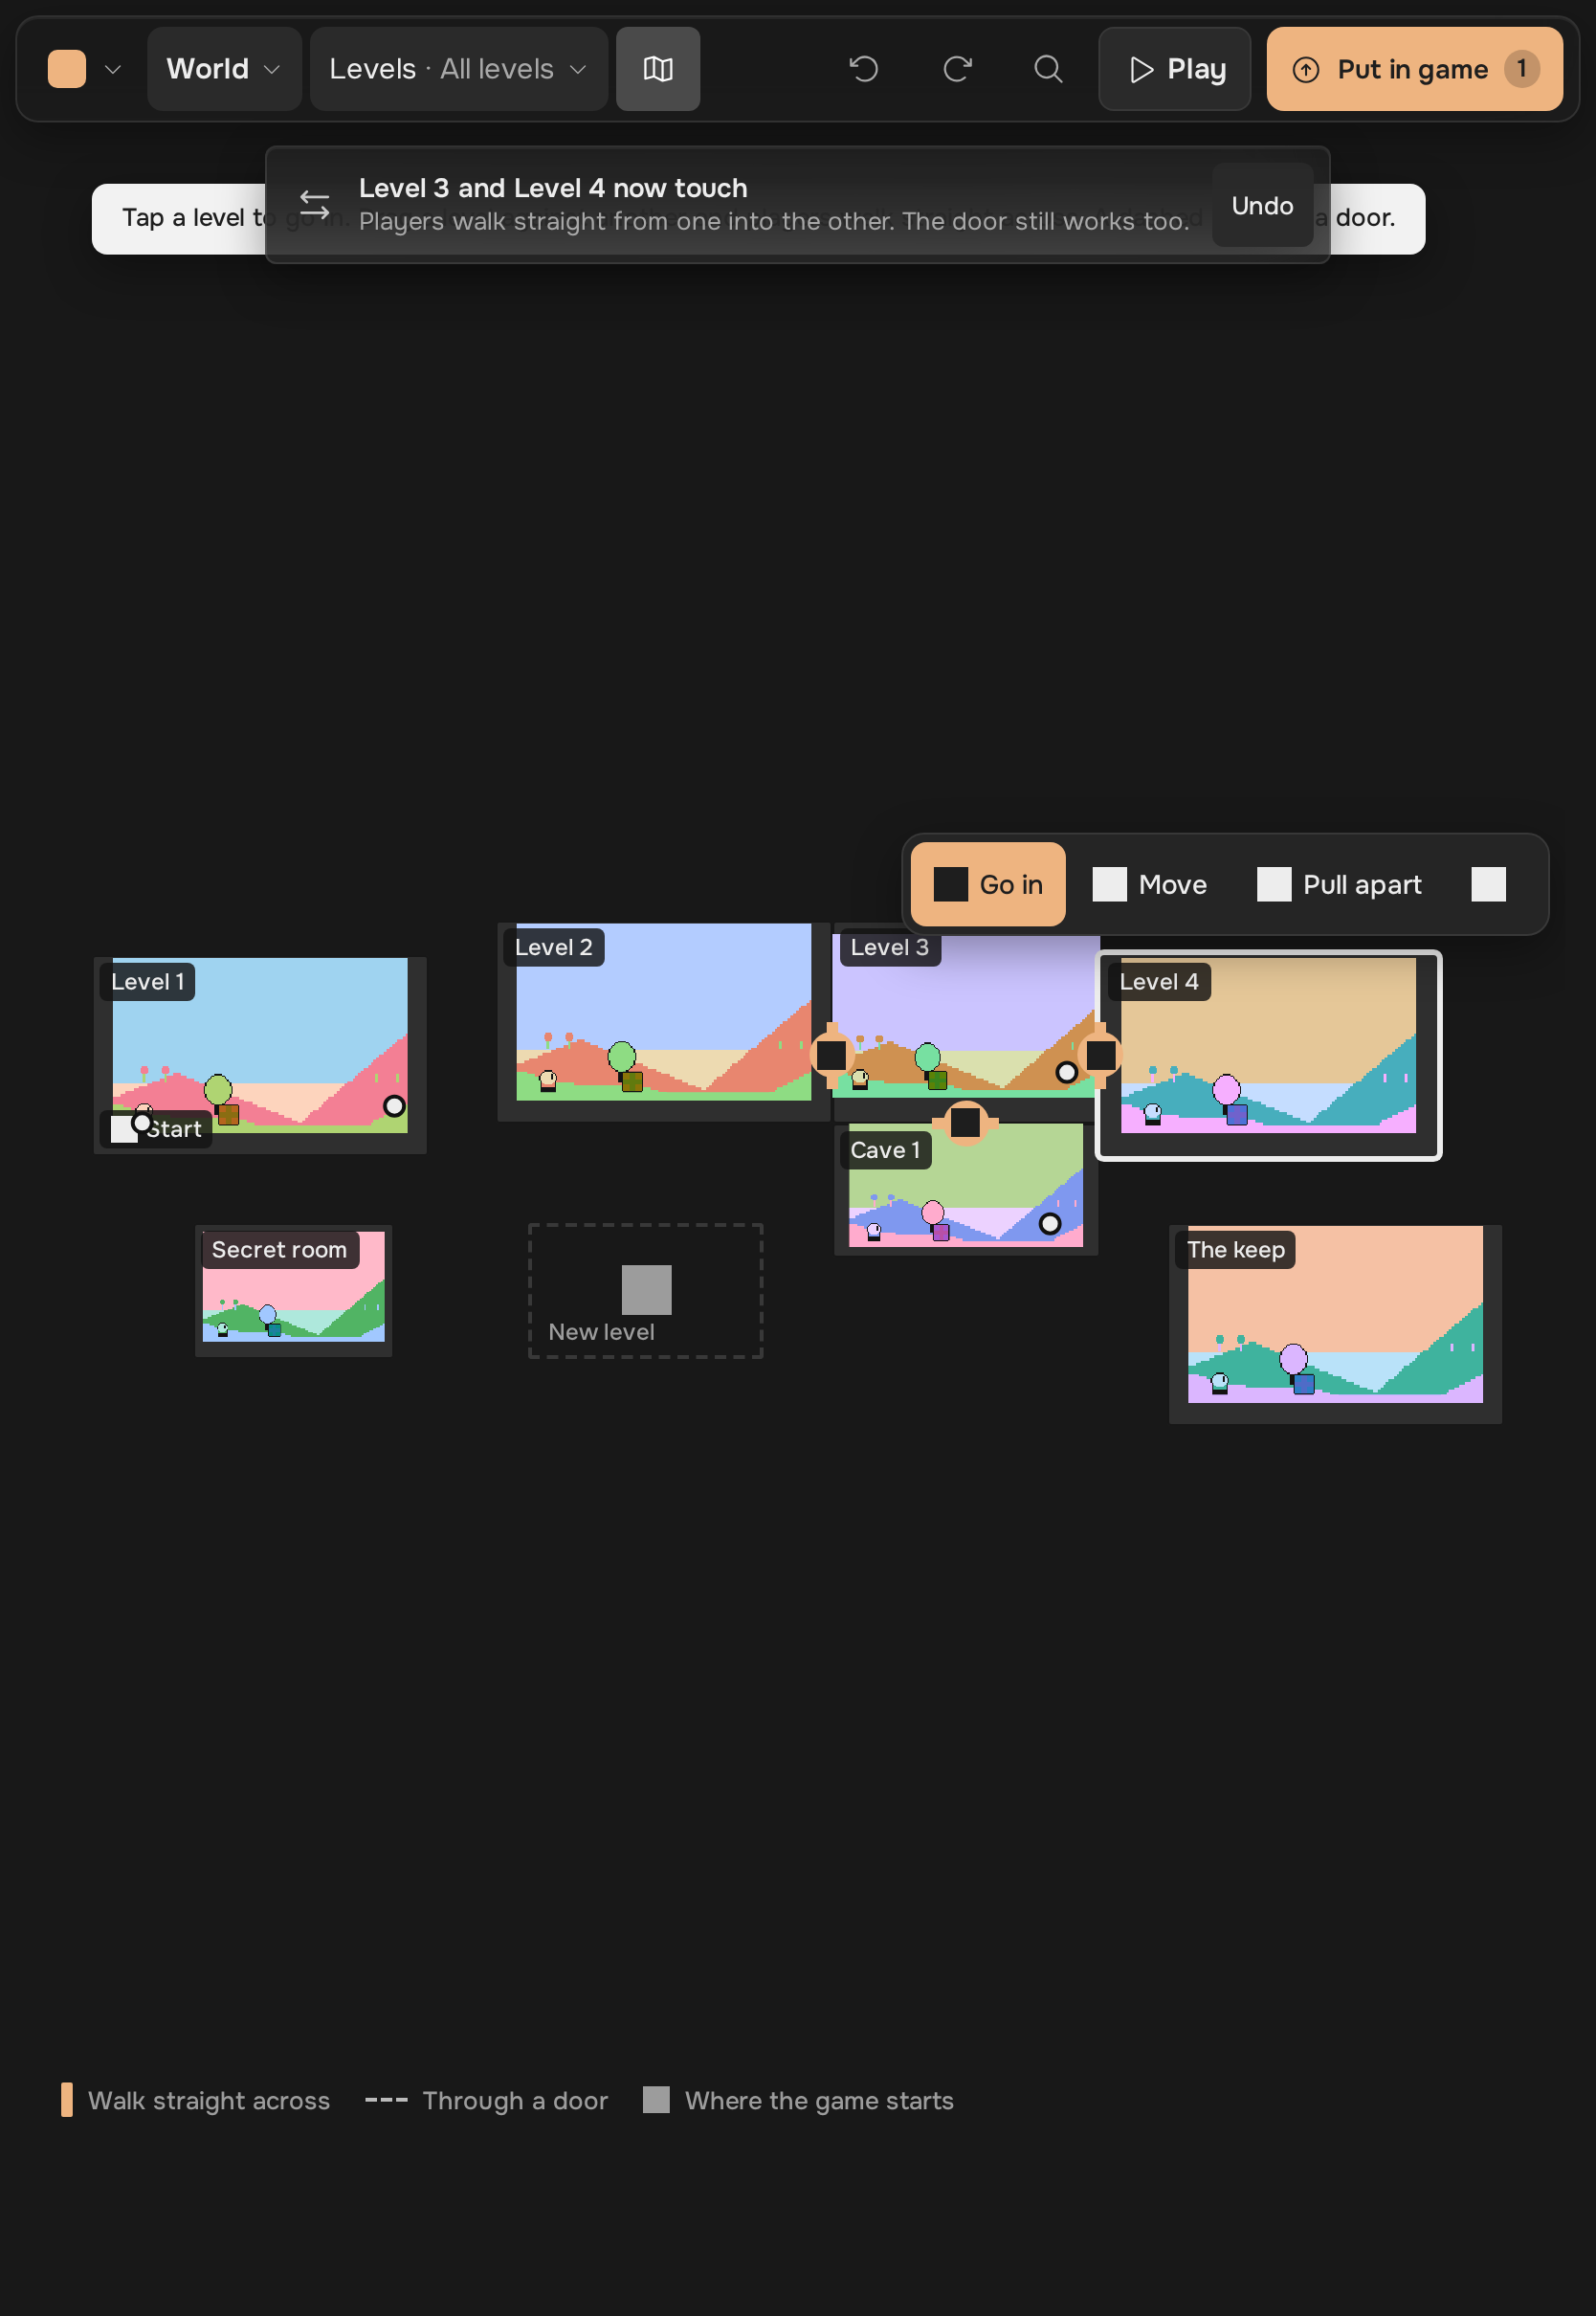 World
Levels · All levels
Play
Put in game 1
Level 3 and Level 4 now touch
Players walk straight from one into the other. The door still works too.
Undo
Tap a level to go in.
a door.
Go in
Move
Pull apart
Level 1
Level 2
Level 3
Level 4
Start
Cave 1
Secret room
New level
The keep
Walk straight across
Through a door
Where the game starts